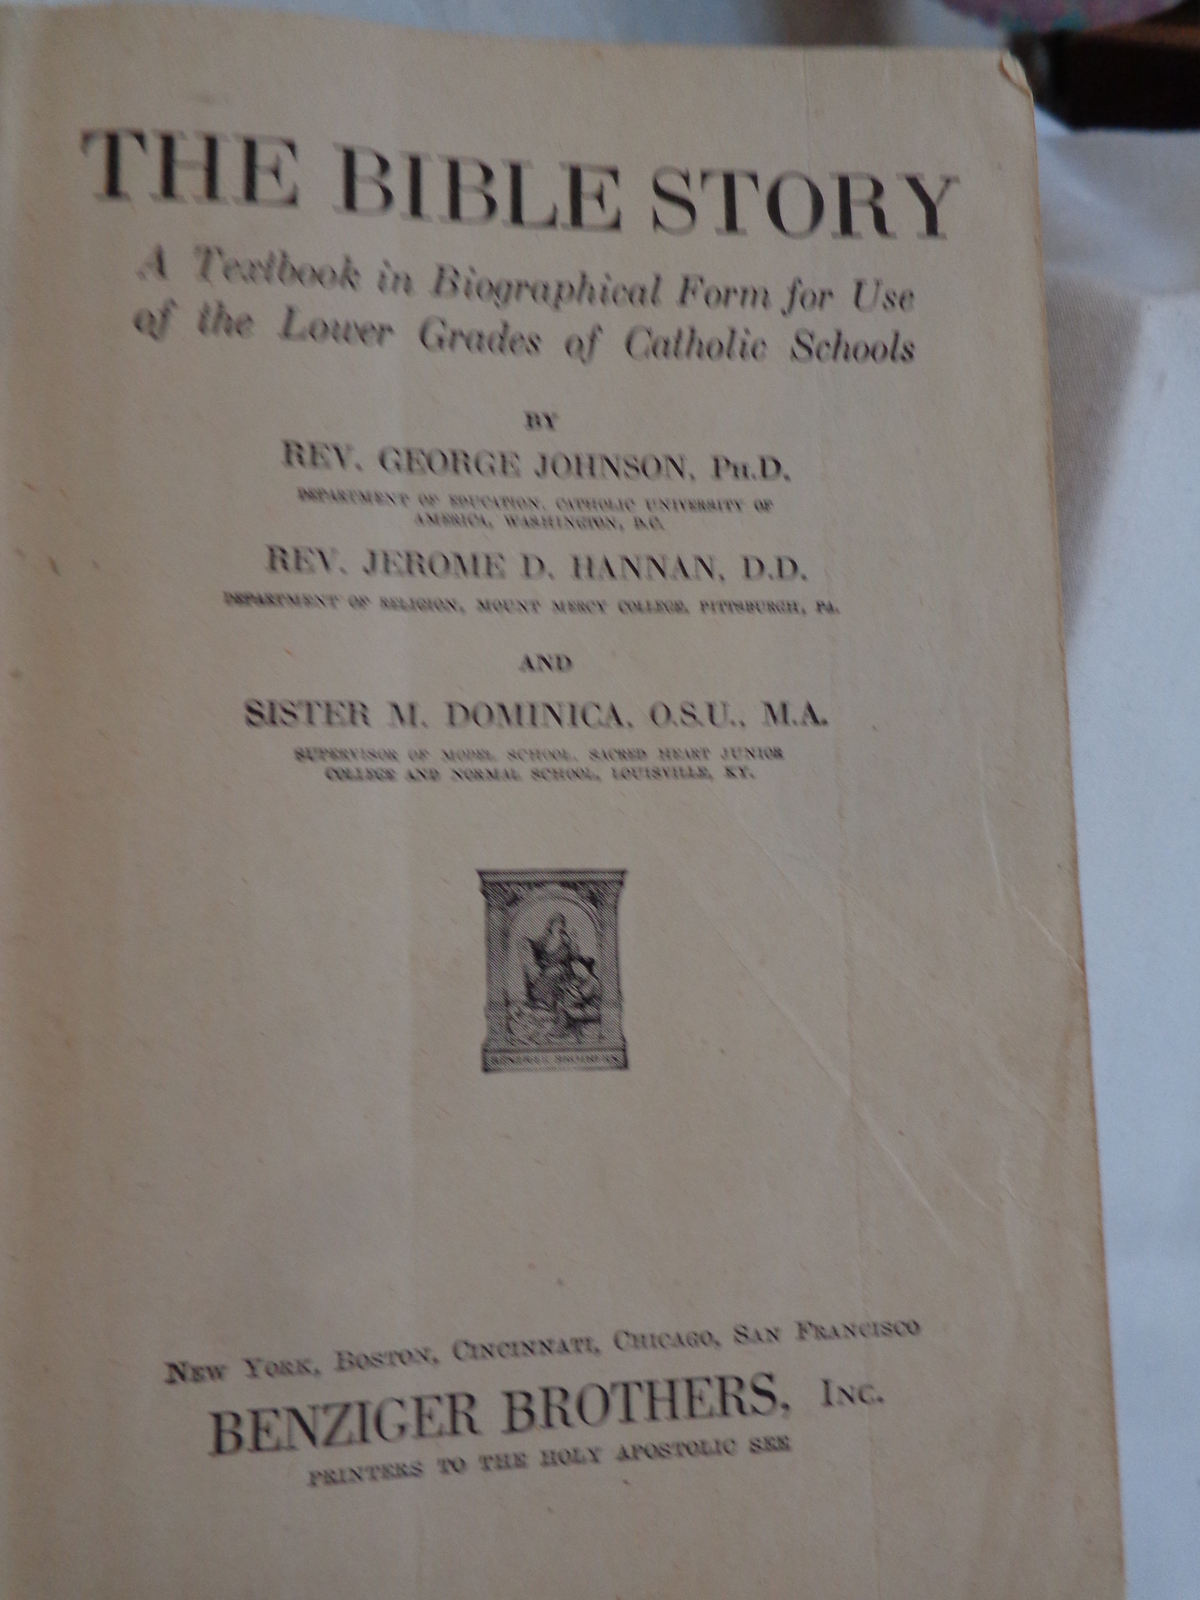 THE BIBLE STORY
A Textbook in Biographical Form for Use
of the Lower Grades of Catholic Schools
BY
REV. GEORGE JOHNSON, PH.D.
DEPARTMENT OF EDUCATION, CATHOLIC UNIVERSITY OF
AMERICA, WASHINGTON, D.C.
REV. JEROME D. HANNAN, D.D.
DEPARTMENT OF RELIGION, MOUNT MERCY COLLEGE, PITTSBURGH, PA.
AND
SISTER M. DOMINICA, O.S.U., M.A.
SUPERVISOR OF MODEL SCHOOL, SACRED HEART JUNIOR
COLLEGE AND NORMAL SCHOOL, LOUISVILLE, KY.
BENZIGER BROTHERS
NEW YORK, BOSTON, CINCINNATI, CHICAGO, SAN FRANCISCO
BENZIGER BROTHERS, INC.
PRINTERS TO THE HOLY APOSTOLIC SEE